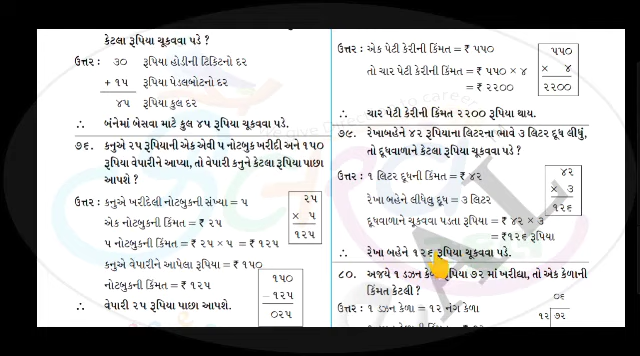 કેટલા રૂપિયા ચૂકવવા પડે ?
ઉત્તર : ૩૦ રૂપિયા હોડીની ટિકિટનો દર
+ ૧૫ રૂપિયા પેડલબોટનો દર
૪૫ રૂપિયા કુલ દર
∴ બંનેમાં બેસવા માટે કુલ ૪૫ રૂપિયા ચૂકવવા પડે.
૭૬. કનુએ ૨૫ રૂપિયાની એક એવી ૫ નોટબુક ખરીદી અને ૧૫૦
રૂપિયા વેપારીને આપ્યા, તો વેપારી કનુને કેટલા રૂપિયા પાછા
આપશે ?
ઉત્તર : કનુએ ખરીદેલી નોટબુકની સંખ્યા = ૫
એક નોટબુકની કિંમત = ₹ ૨૫
૫ નોટબુકની કિંમત = ₹ ૨૫ × ૫ = ₹ ૧૨૫
૨૫
× ૫
૧૨૫
કનુએ વેપારીને આપેલા રૂપિયા = ₹ ૧૫૦
નોટબુકની કિંમત = ₹ ૧૨૫
∴ વેપારી ૨૫ રૂપિયા પાછા આપશે.
૧૫૦
− ૧૨૫
૦૨૫
ઉત્તર : એક પેટી કેરીની કિંમત = ₹ ૫૫૦
તો ચાર પેટી કેરીની કિંમત = ₹ ૫૫૦ × ૪
= ₹ ૨૨૦૦
૫૫૦
× ૪
૨૨૦૦
∴ ચાર પેટી કેરીની કિંમત ૨૨૦૦ રૂપિયા થાય.
૭૯. રેખાબહેને ૪૨ રૂપિયાના લિટરના ભાવે ૩ લિટર દૂધ લીધું,
તો દૂધવાળાને કેટલા રૂપિયા ચૂકવવા પડે ?
ઉત્તર : ૧ લિટર દૂધની કિંમત = ₹ ૪૨
રેખા બહેને લીધેલુ દૂધ = ૩ લિટર
દૂધવાળાને ચૂકવવા પડતા રૂપિયા = ₹ ૪૨ × ૩
= ₹૧૨૬ રૂપિયા
૪૨
× ૩
૧૨૬
∴ રેખા બહેને ૧૨૬ રૂપિયા ચૂકવવા પડે.
૮૦. અજયે ૧ ડઝન રૂપિયા ૭૨ માં ખરીદ્યા, તો એક કેળાની
કિંમત કેટલી ?
ઉત્તર : ૧ ડઝન કેળા = ૧૨ નંગ કેળા
૦૬
૧૨ ૭૨